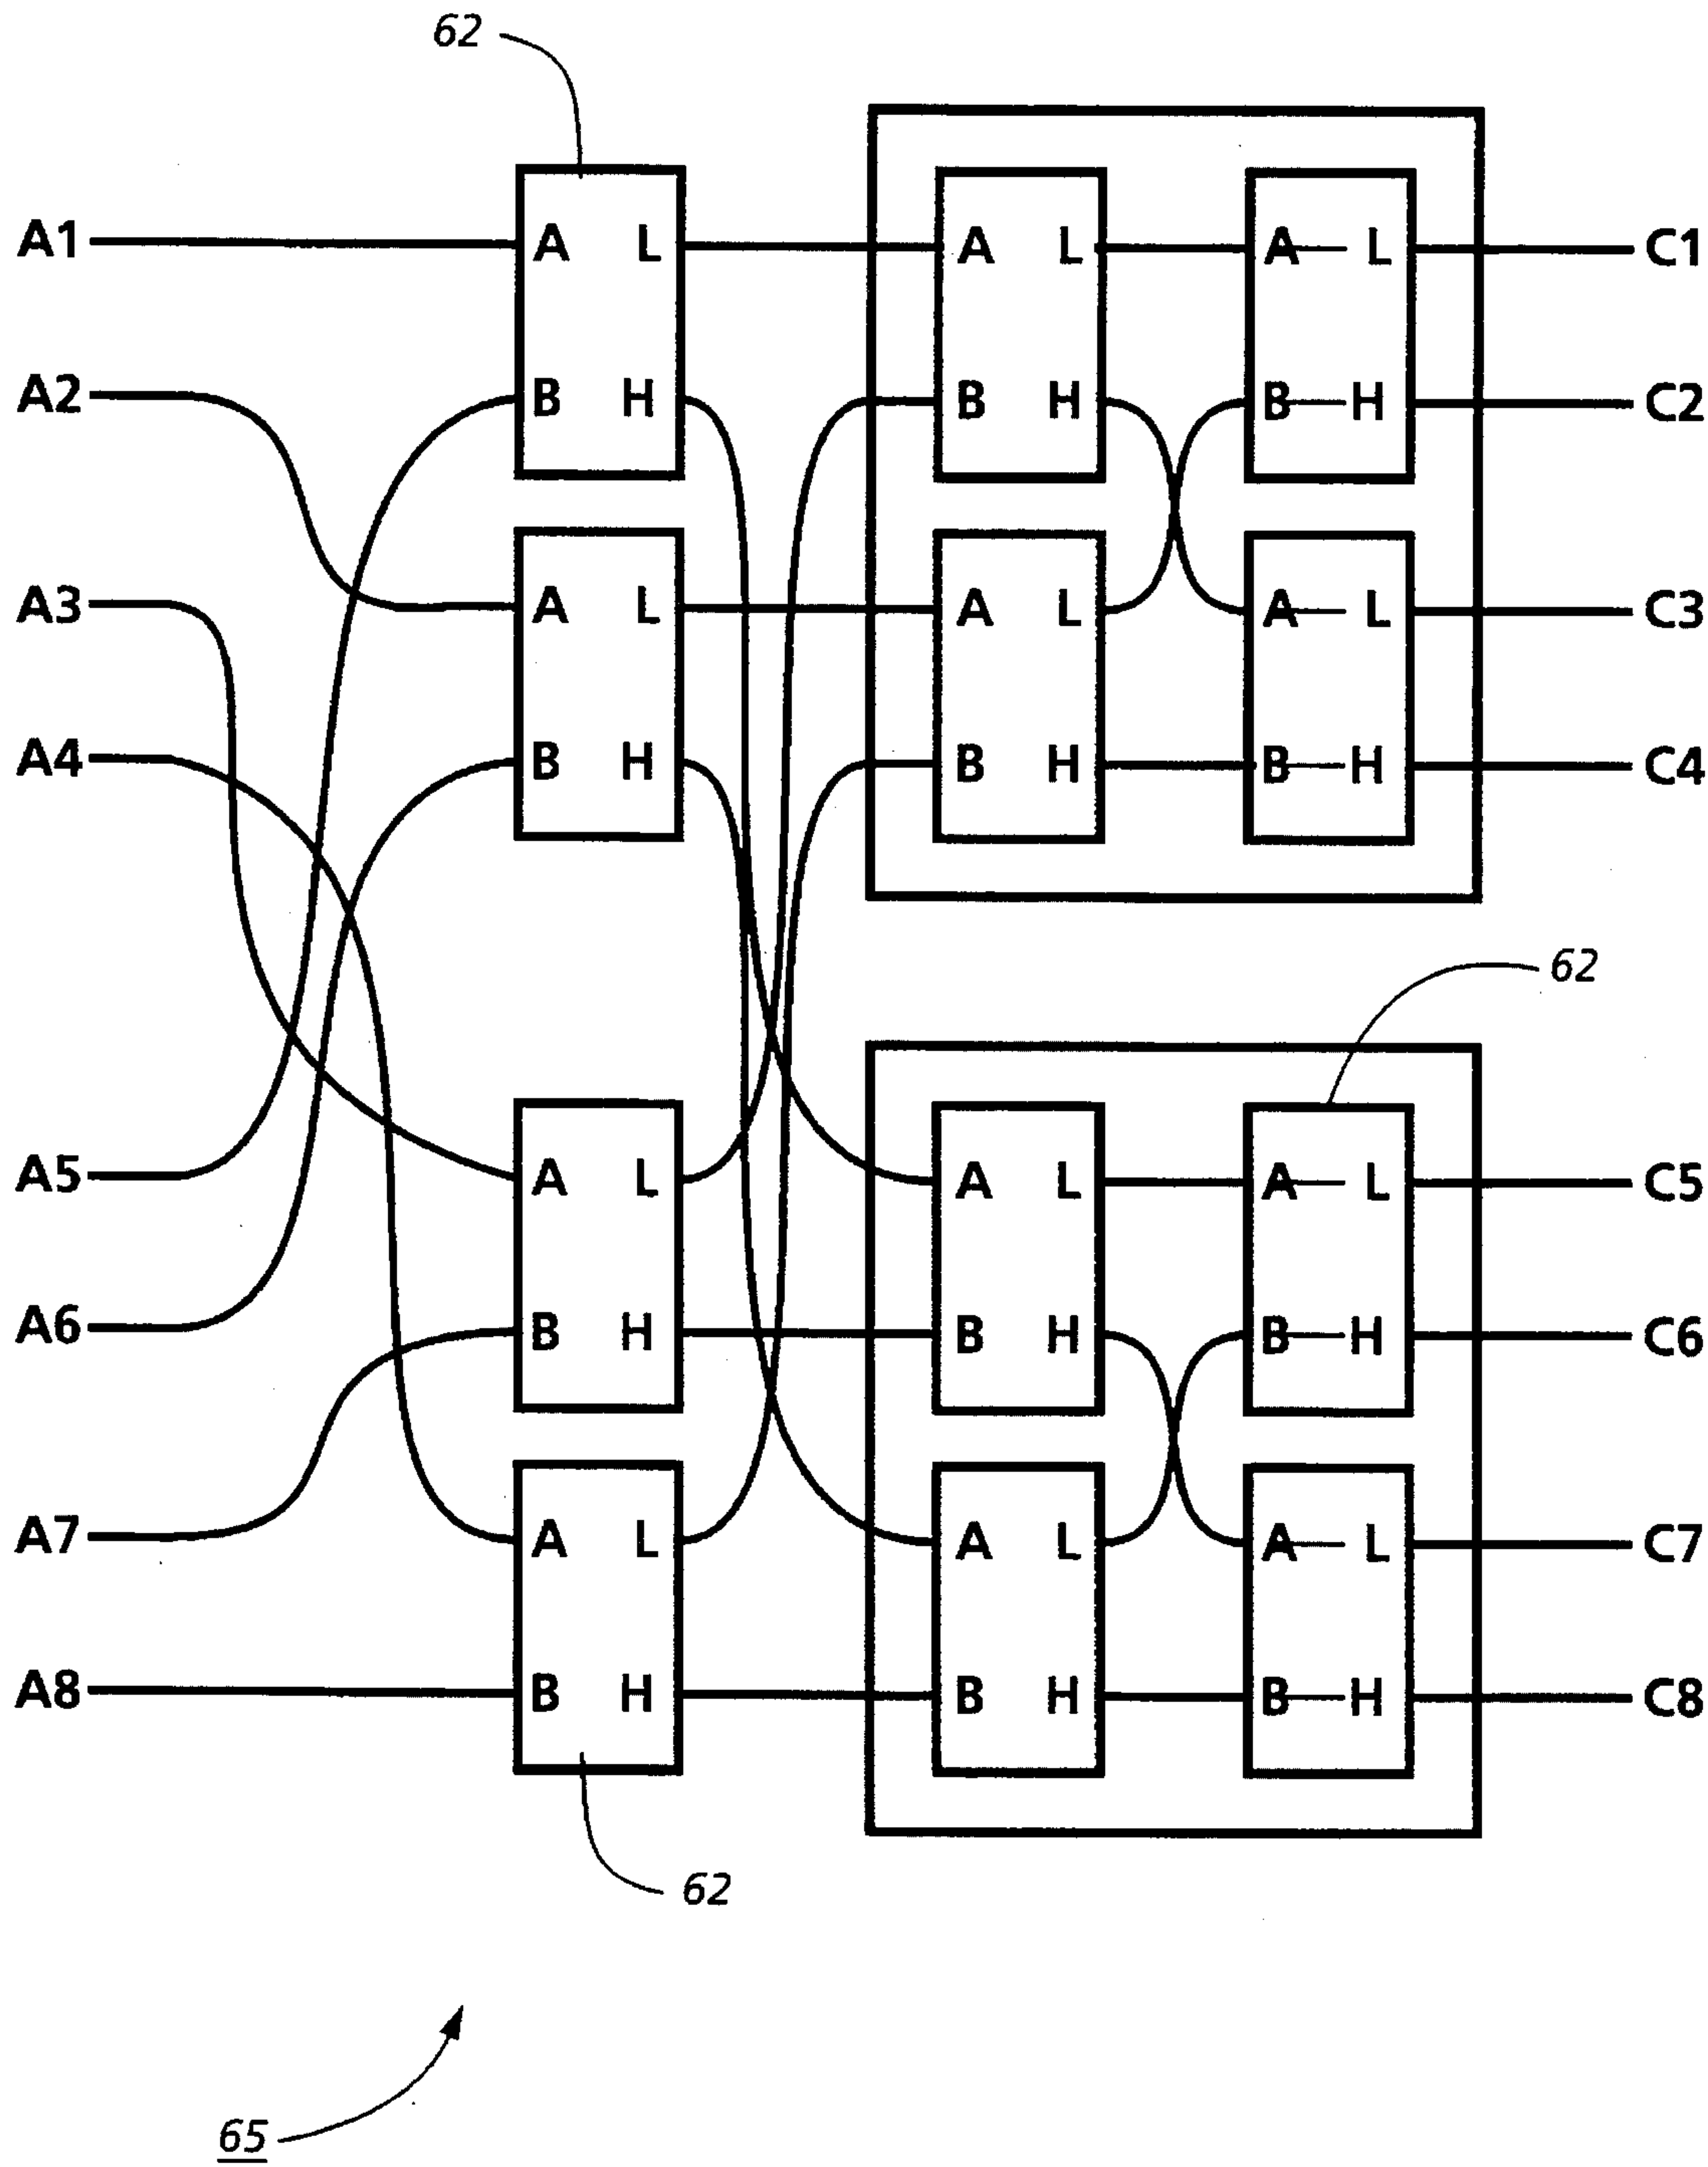 62
A1 A L A L A L C1
A2 B H B H B H C2
A3 A L A L A L C3
A4 B H B H B H C4
62
A5 A L A L A L C5
A6 B H B H B H C6
A7 A L A L A L C7
A8 B H B H B H C8
62
65